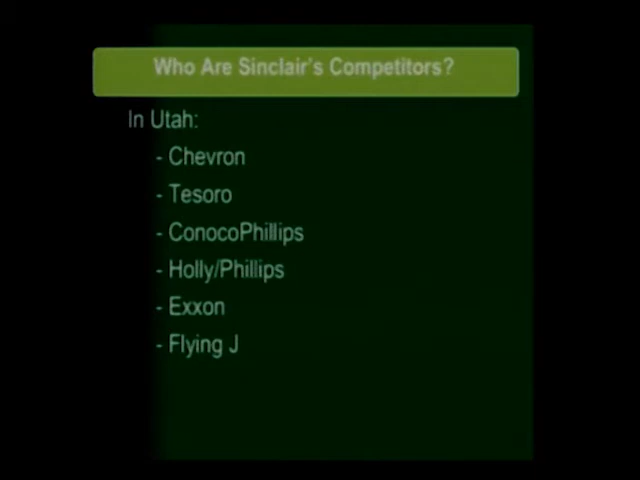 Who Are Sinclair's Competitors?
In Utah:
- Chevron
- Tesoro
- ConocoPhillips
- Holly/Phillips
- Exxon
- Flying J